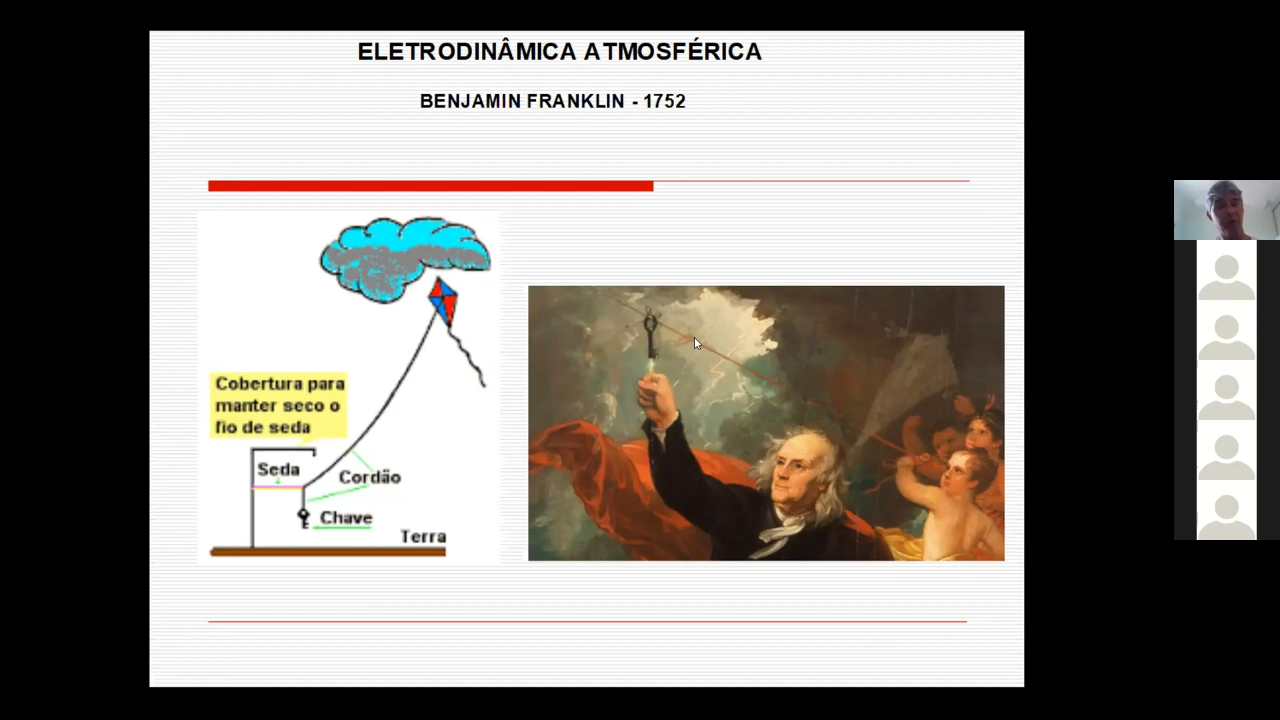 ELETRODINÂMICA ATMOSFÉRICA
BENJAMIN FRANKLIN - 1752
Cobertura para
manter seco o
fio de seda
Seda
Cordão
Chave
Terra